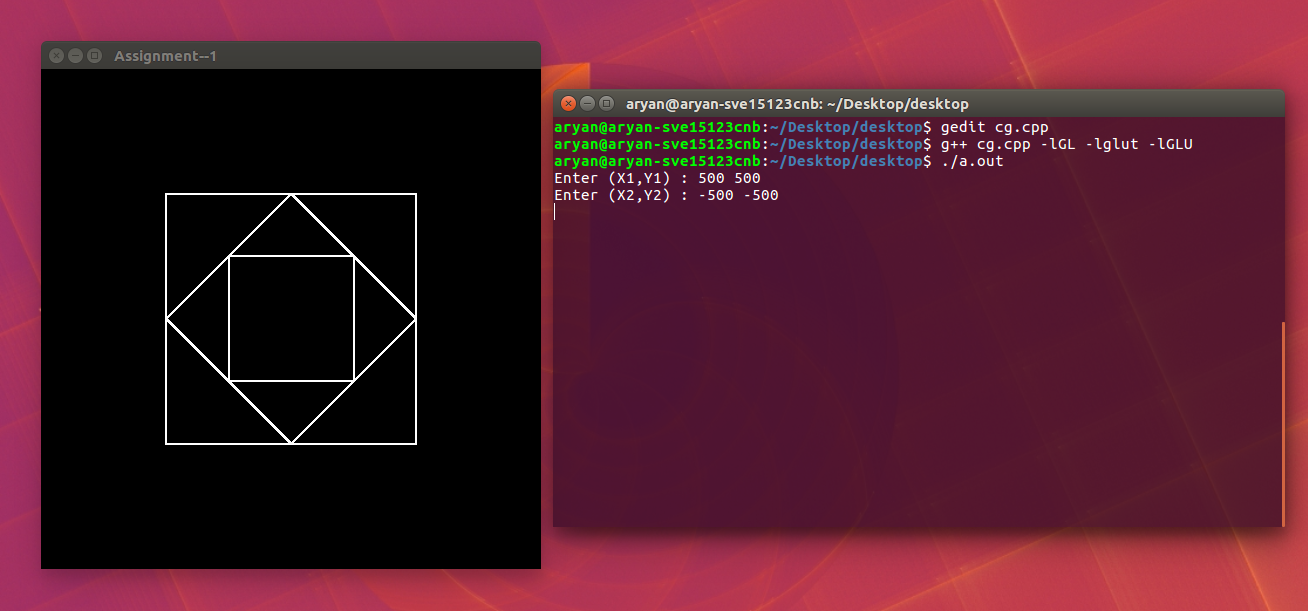 Assignment--1
aryan@aryan-sve15123cnb: ~/Desktop/desktop
aryan@aryan-sve15123cnb:~/Desktop/desktop$ gedit cg.cpp
aryan@aryan-sve15123cnb:~/Desktop/desktop$ g++ cg.cpp -lGL -lglut -lGLU
aryan@aryan-sve15123cnb:~/Desktop/desktop$ ./a.out
Enter (X1,Y1) : 500 500
Enter (X2,Y2) : -500 -500